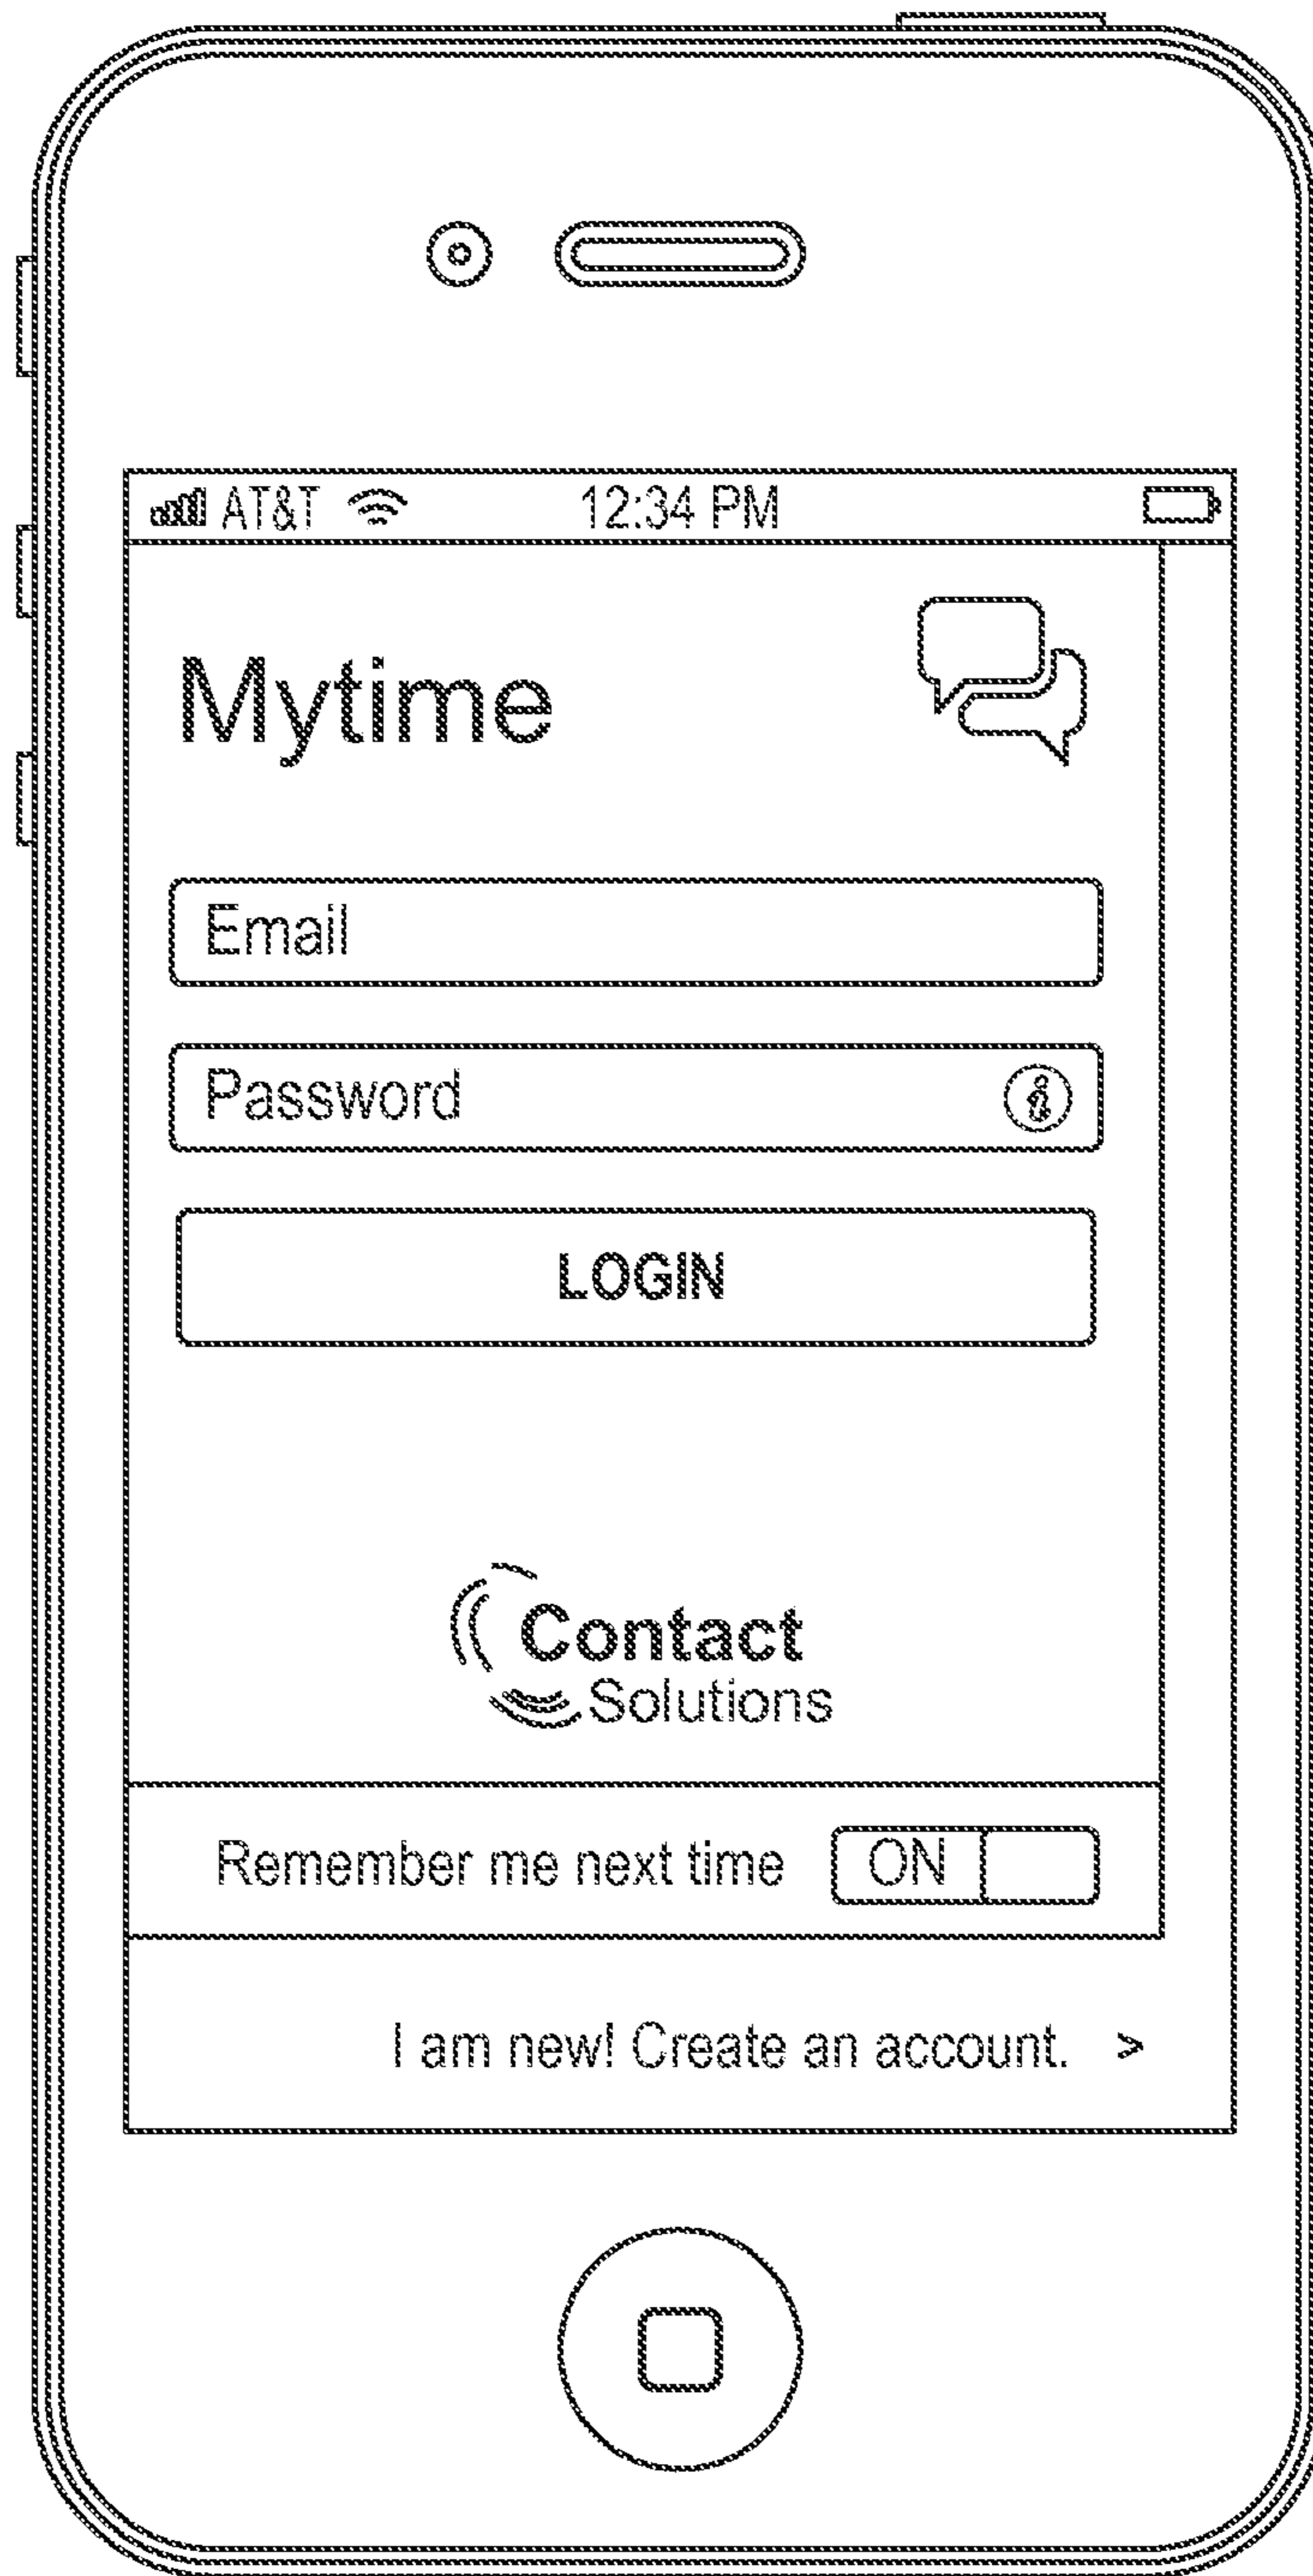 AT&T 12:34 PM
Mytime
Email
Password i
LOGIN
Contact
Solutions
Remember me next time ON
I am new! Create an account. >